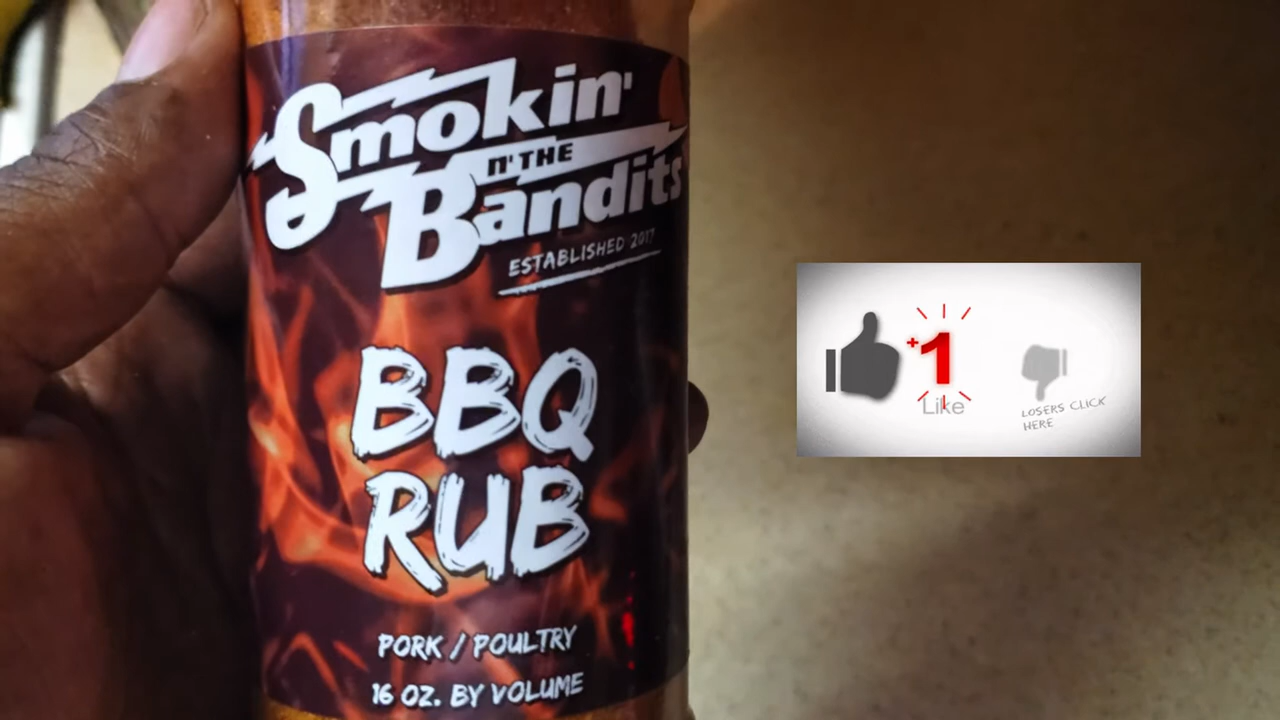 Smokin'
n' THE
Bandits
ESTABLISHED 2017
BBQ
RUB
PORK / POULTRY
16 OZ. BY VOLUME
+1
Like
LOSERS CLICK
HERE